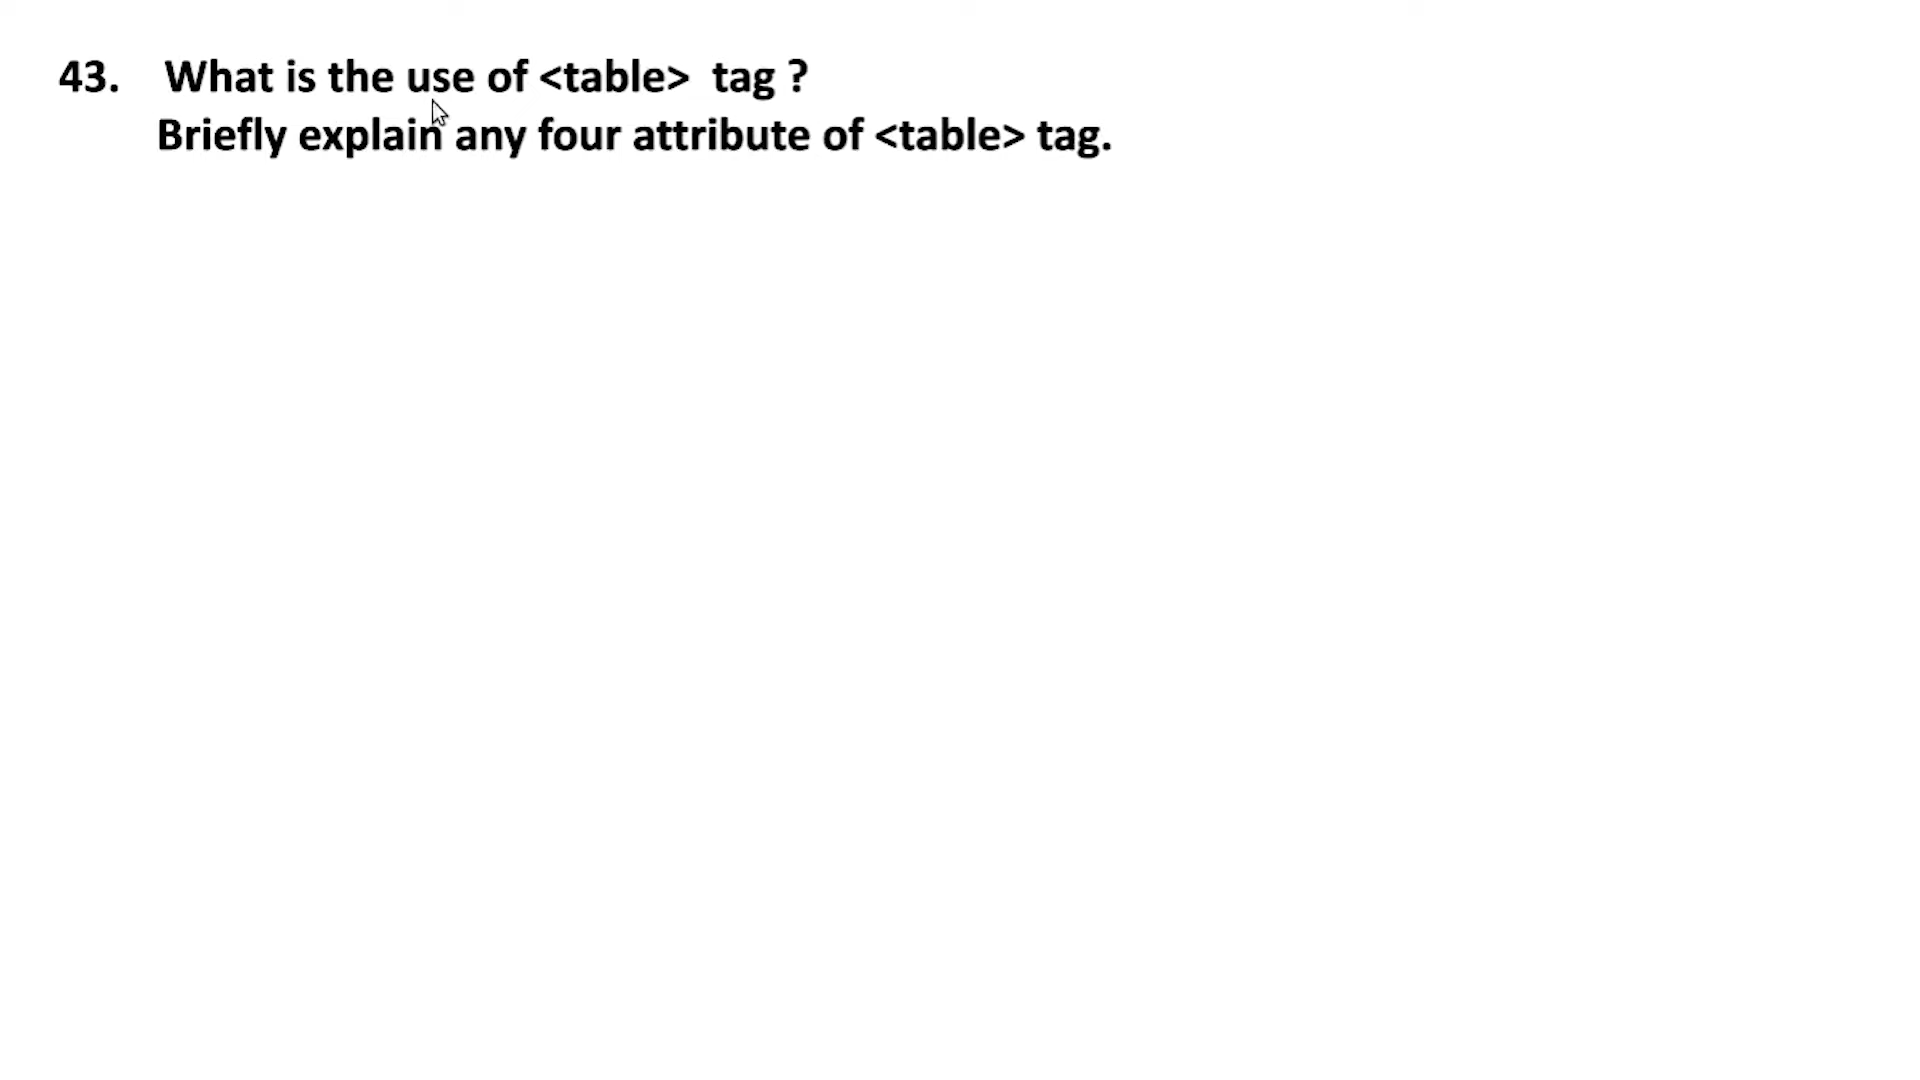 43. What is the use of <table> tag ?
Briefly explain any four attribute of <table> tag.